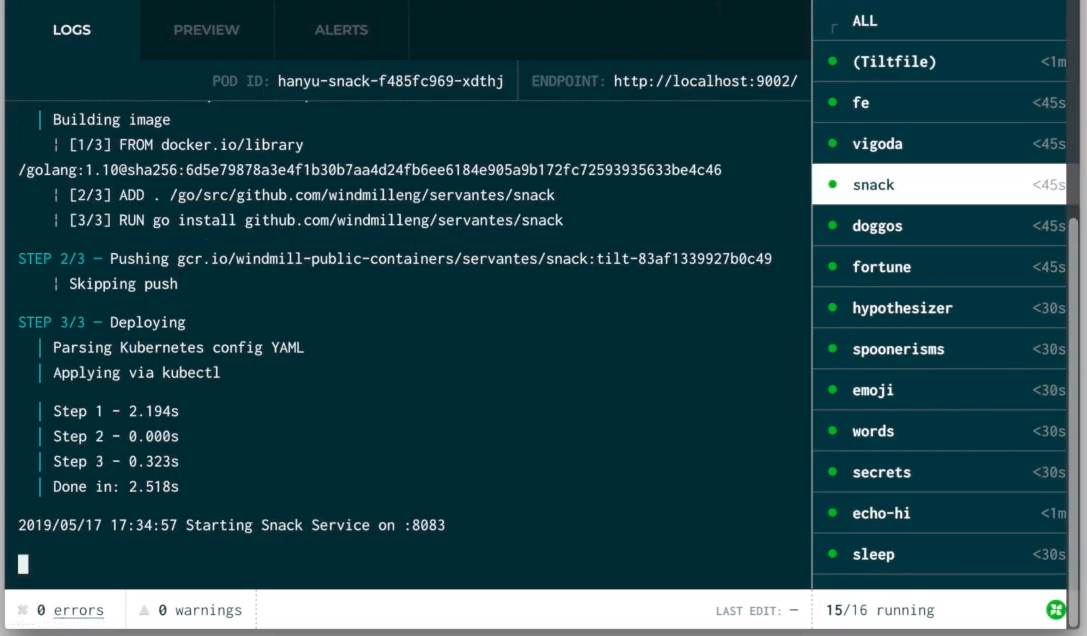 LOGS
PREVIEW
ALERTS
POD ID: hanyu-snack-f485fc969-xdthj
ENDPOINT: http://localhost:9002/
Building image
[1/3] FROM docker.io/library
/golang:1.10@sha256:6d5e79878a3e4f1b30b7aa4d24fb6ee6184e905a9b172fc72593935633be4c46
[2/3] ADD . /go/src/github.com/windmilleng/servantes/snack
[3/3] RUN go install github.com/windmilleng/servantes/snack
STEP 2/3 — Pushing gcr.io/windmill-public-containers/servantes/snack:tilt-83af1339927b0c49
Skipping push
STEP 3/3 — Deploying
Parsing Kubernetes config YAML
Applying via kubectl
Step 1 - 2.194s
Step 2 - 0.000s
Step 3 - 0.323s
Done in: 2.518s
2019/05/17 17:34:57 Starting Snack Service on :8083
ALL
(Tiltfile) <1m
fe <45s
vigoda <45s
snack <45s
doggos <45s
fortune <45s
hypothesizer <30s
spoonerisms <30s
emoji <30s
words <30s
secrets <30s
echo-hi <1m
sleep <30s
0 errors
0 warnings
LAST EDIT: —
15/16 running